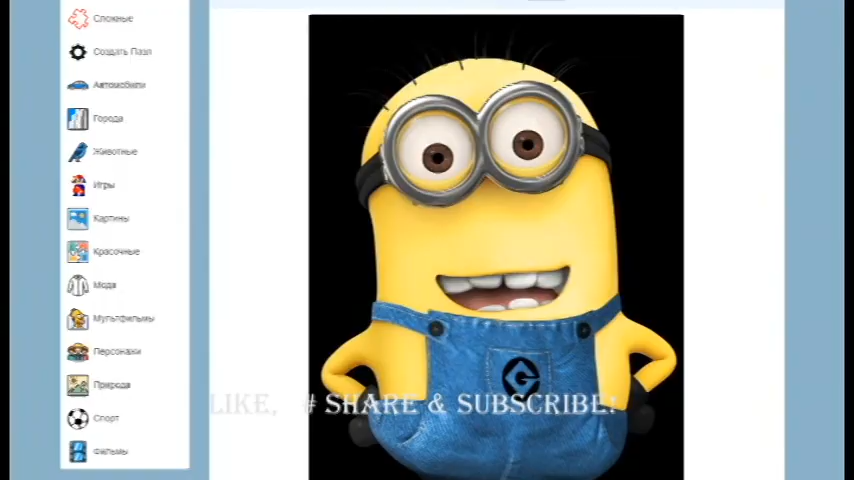 Сложные
Создать Пазл
Автомобили
Города
Животные
Игры
Картины
Красочные
Мода
Мультфильмы
Персонажи
Природа
Спорт
Фильмы
LIKE, # SHARE & SUBSCRIBE!